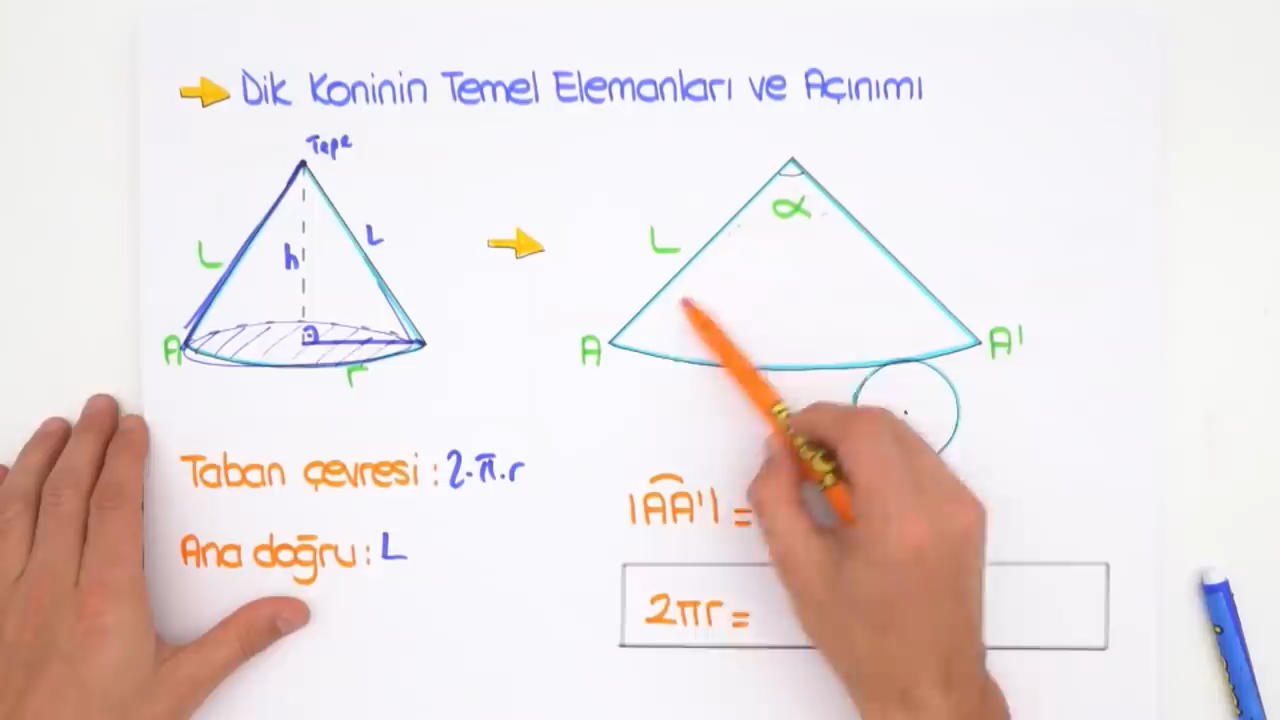 Dik Koninin Temel Elemanları ve Açınımı
Tepe
L
h
L
A
r
α
L
A
A'
Taban çevresi : 2.π.r
Ana doğru : L
|AA'| =
2πr =